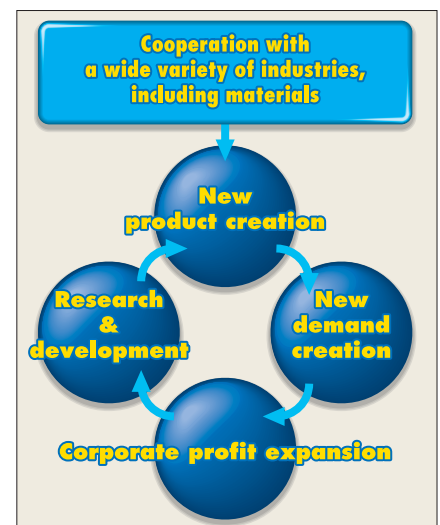 Cooperation with
a wide variety of industries,
including materials
New
product creation
Research
&
development
New
demand
creation
Corporate profit expansion